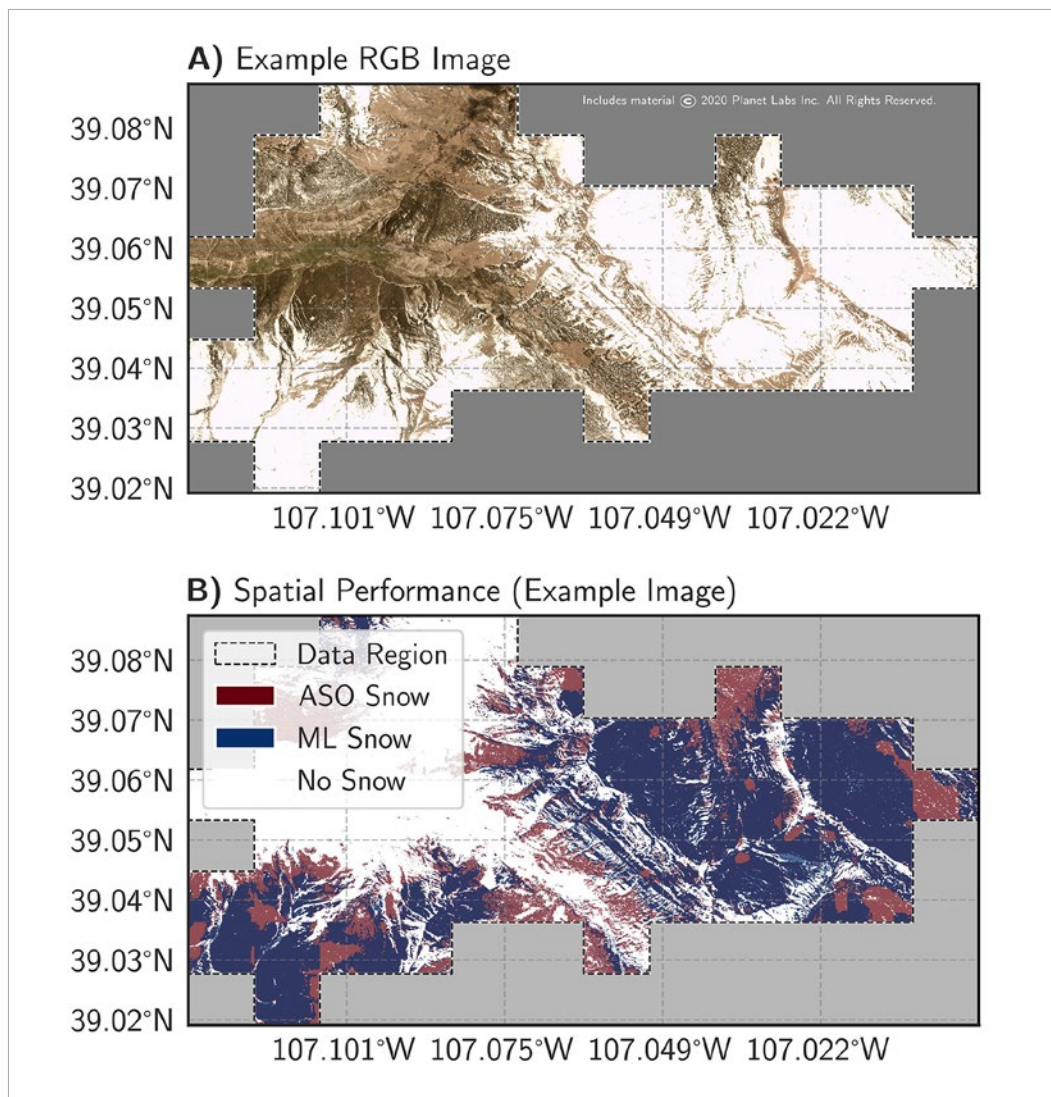 A) Example RGB Image
Includes material © 2020 Planet Labs Inc. All Rights Reserved.
39.08°N
39.07°N
39.06°N
39.05°N
39.04°N
39.03°N
39.02°N
107.101°W 107.075°W 107.049°W 107.022°W
B) Spatial Performance (Example Image)
Data Region
ASO Snow
ML Snow
No Snow
39.08°N
39.07°N
39.06°N
39.05°N
39.04°N
39.03°N
39.02°N
107.101°W 107.075°W 107.049°W 107.022°W